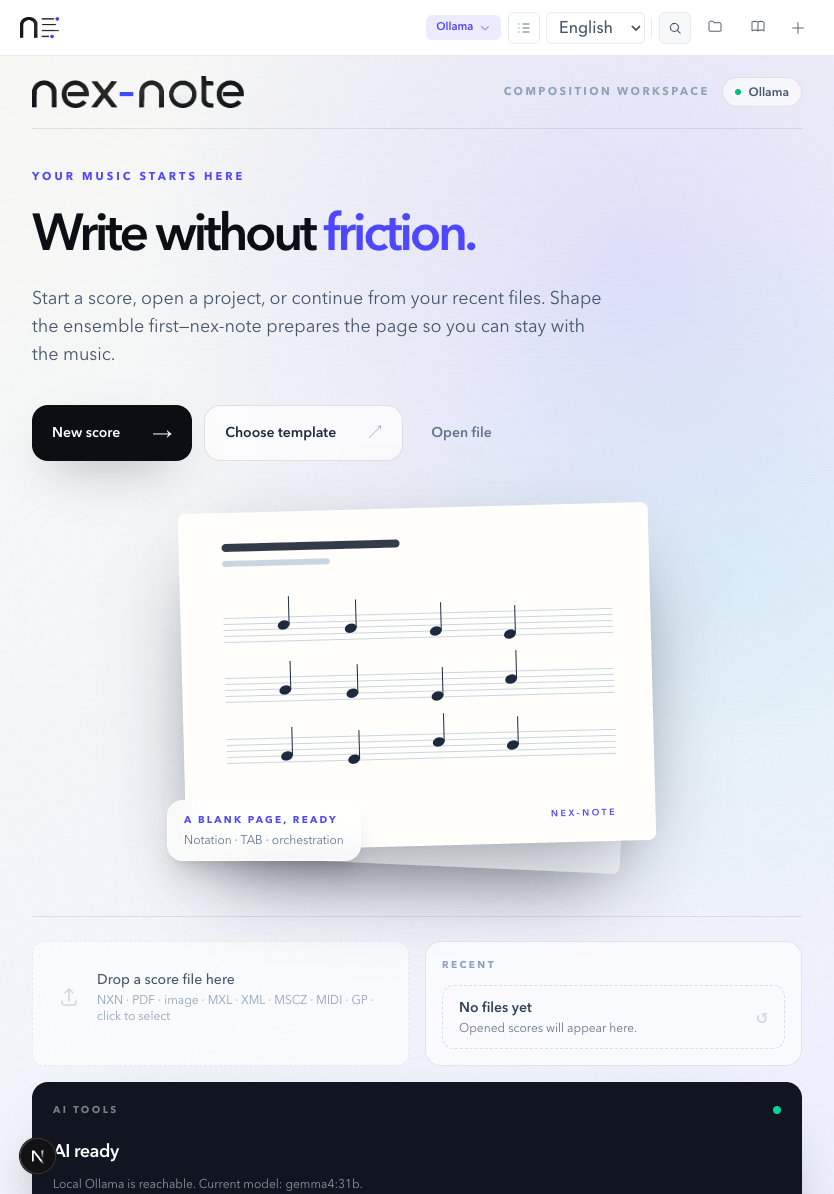 Ollama
English
nex-note
COMPOSITION WORKSPACE
Ollama
YOUR MUSIC STARTS HERE
Write without friction.
Start a score, open a project, or continue from your recent files. Shape
the ensemble first—nex-note prepares the page so you can stay with
the music.
New score
Choose template
Open file
NEX-NOTE
A BLANK PAGE, READY
Notation · TAB · orchestration
Drop a score file here
NXN · PDF · image · MXL · XML · MSCZ · MIDI · GP ·
click to select
RECENT
No files yet
Opened scores will appear here.
AI TOOLS
N
AI ready
Local Ollama is reachable. Current model: gemma4:31b.